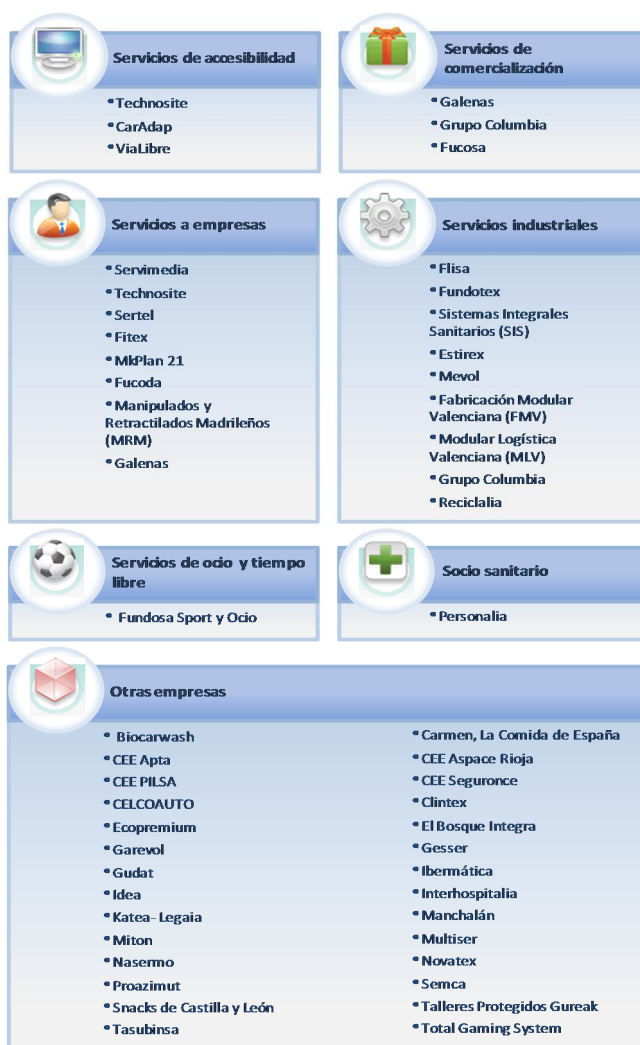 Servicios de accesibilidad
• Technosite
• CarAdap
• ViaLibre
Servicios de
comercialización
• Galenas
• Grupo Columbia
• Fucosa
Servicios a empresas
• Servimedia
• Technosite
• Sertel
• Fitex
• MkPlan 21
• Fucoda
• Manipulados y
Retractilados Madrileños
(MRM)
• Galenas
Servicios industriales
• Flisa
• Fundotex
• Sistemas Integrales
Sanitarios (SIS)
• Estirex
• Mevol
• Fabricación Modular
Valenciana (FMV)
• Modular Logística
Valenciana (MLV)
• Grupo Columbia
• Reciclalia
Servicios de ocio y tiempo
libre
• Fundosa Sport y Ocio
Socio sanitario
• Personalia
Otras empresas
• Biocarwash
• CEE Apta
• CEE PILSA
• CELCOAUTO
• Ecopremium
• Garevol
• Gudat
• Idea
• Katea- Legaia
• Miton
• Nasermo
• Proazimut
• Snacks de Castilla y León
• Tasubinsa
• Carmen, La Comida de España
• CEE Aspace Rioja
• CEE Seguronce
• Clintex
• El Bosque Integra
• Gesser
• Ibermática
• Interhospitalia
• Manchalán
• Multiser
• Novatex
• Semca
• Talleres Protegidos Gureak
• Total Gaming System